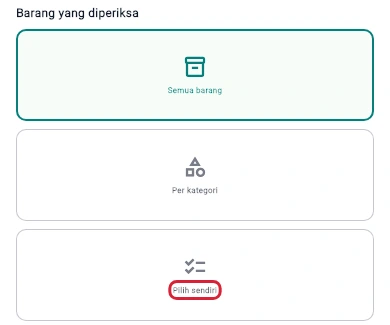 Barang yang diperiksa
Semua barang
Per kategori
Pilih sendiri